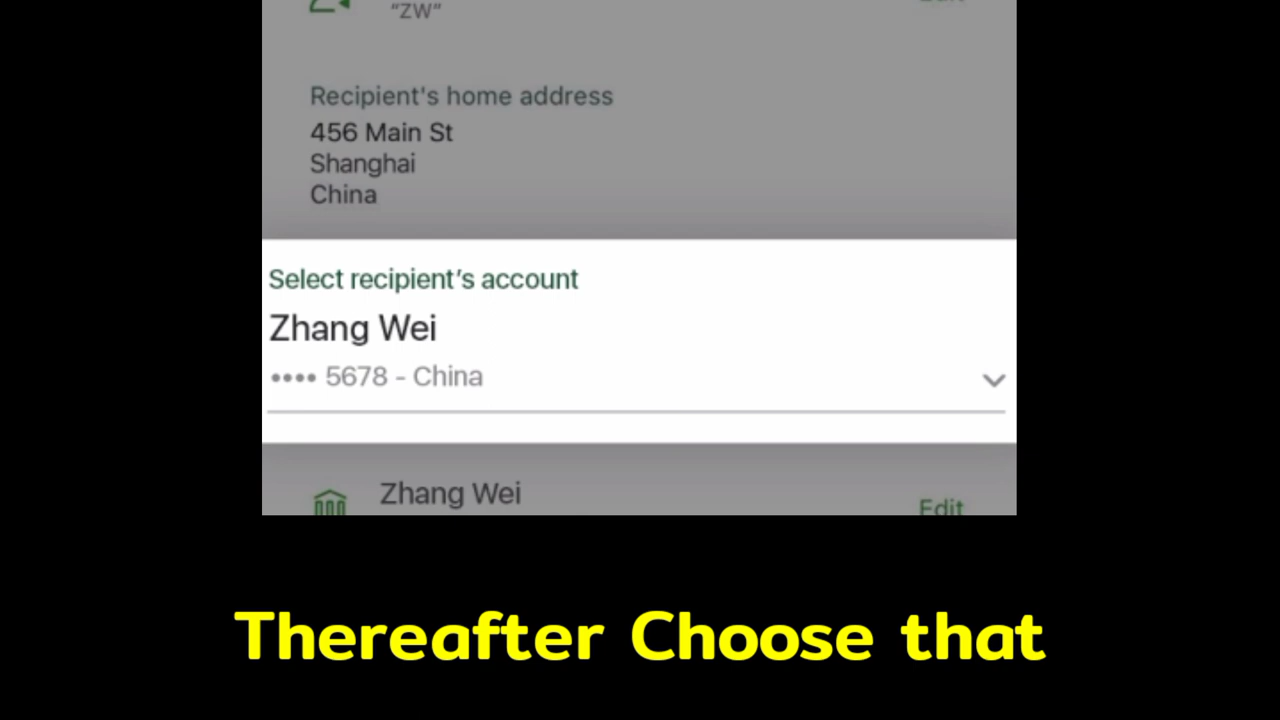 “ZW”
Recipient's home address
456 Main St
Shanghai
China
Select recipient’s account
Zhang Wei
•••• 5678 - China
Zhang Wei
Edit
Thereafter Choose that